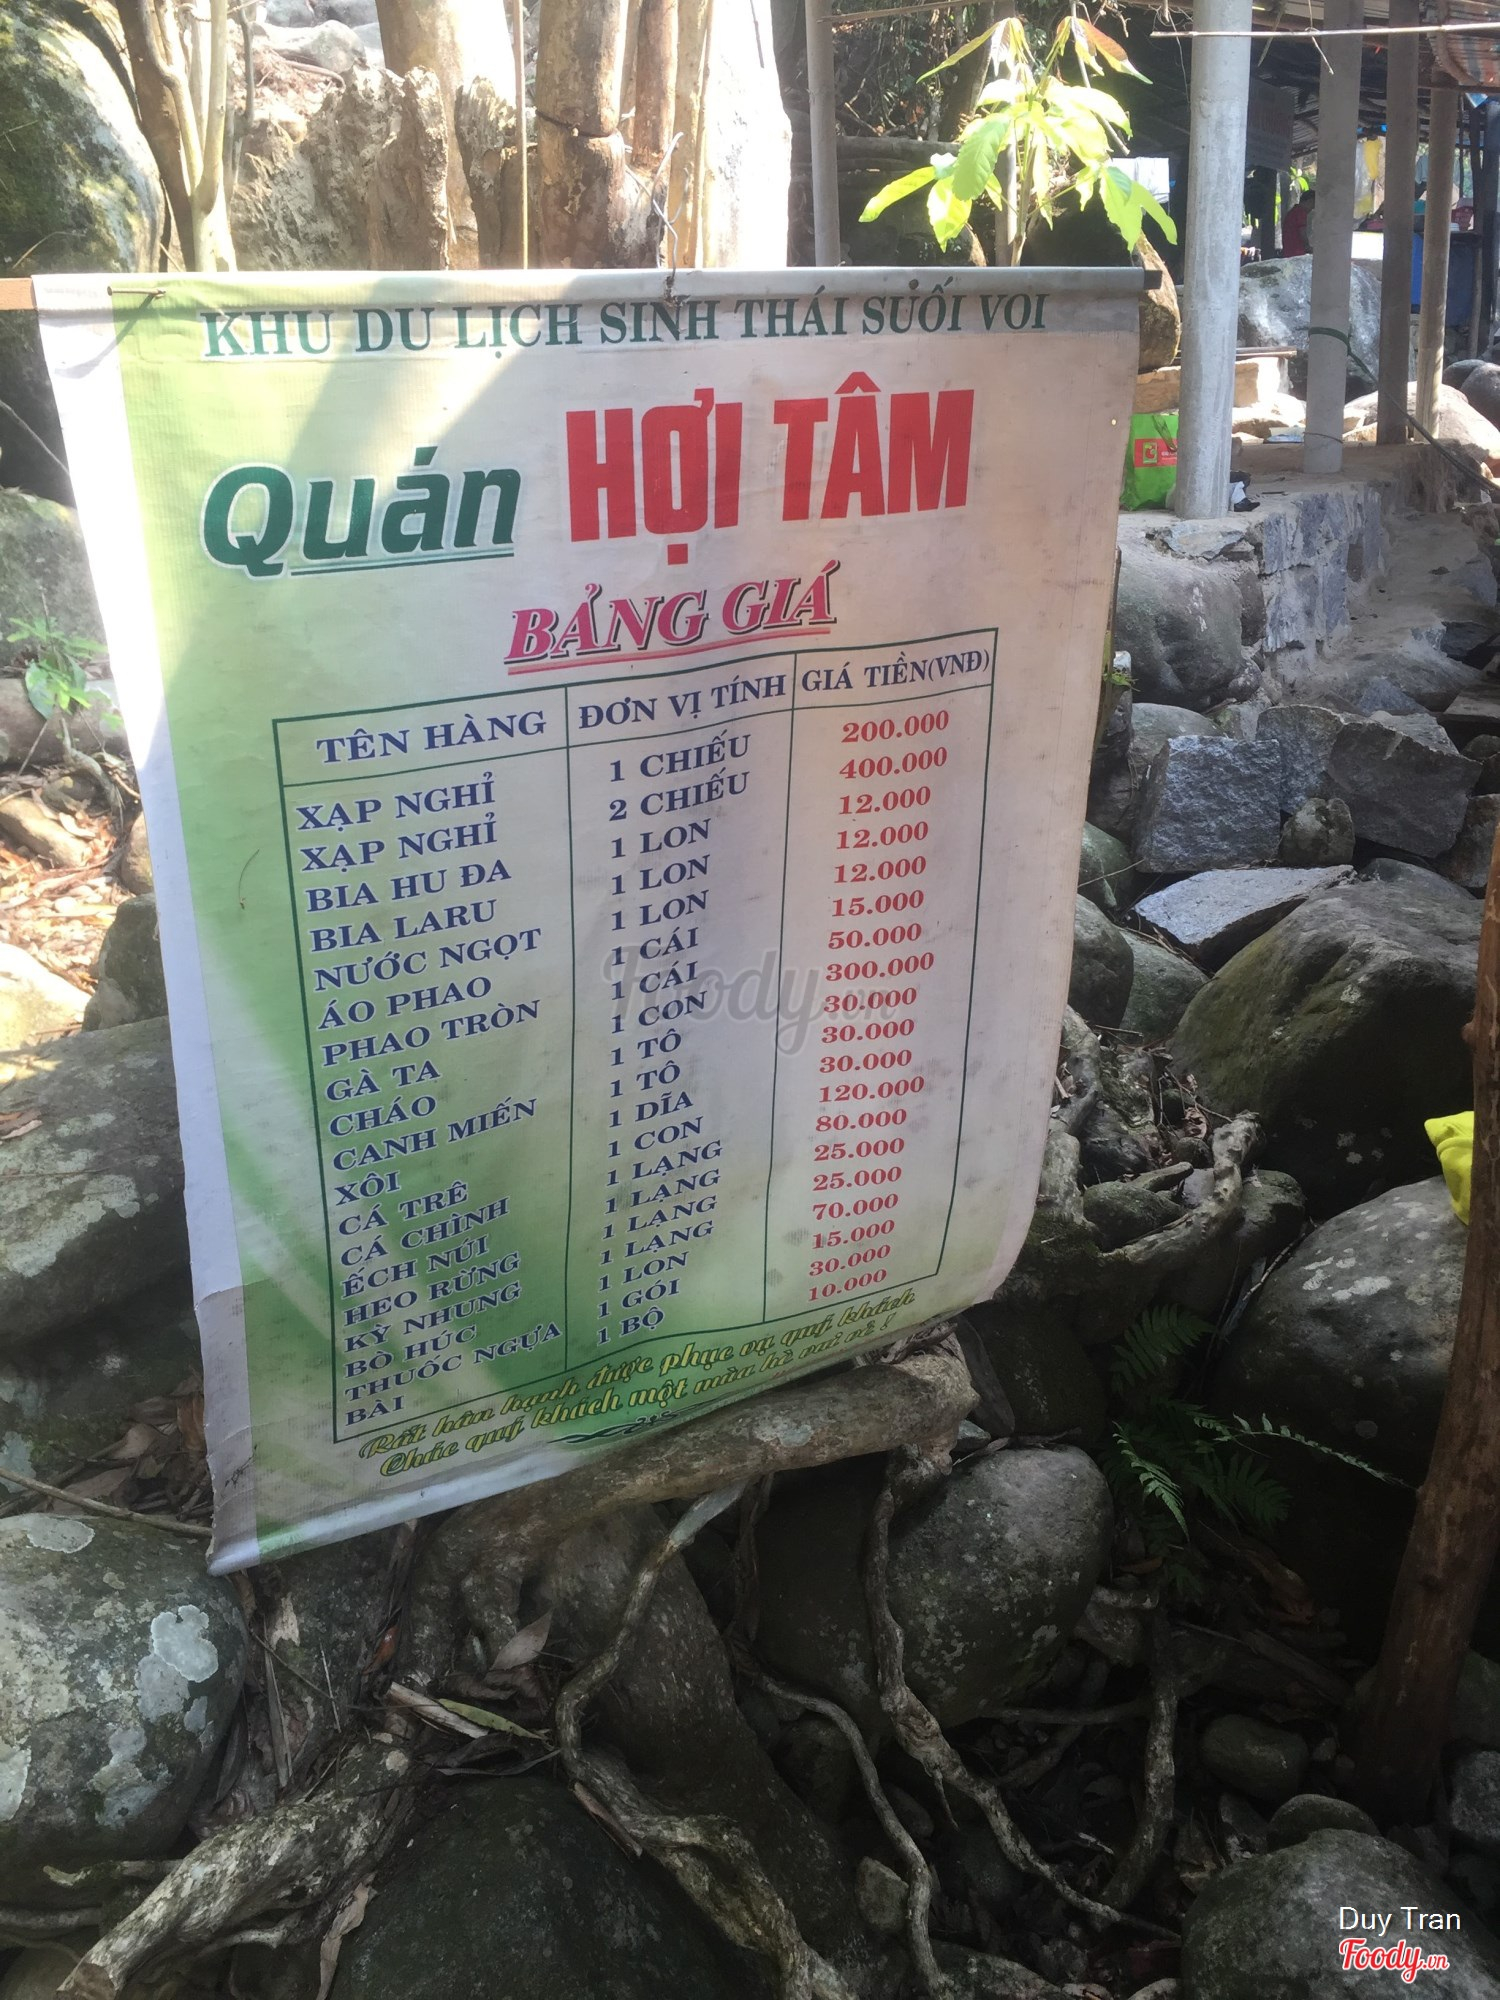 KHU DU LỊCH SINH THÁI SUỐI VOI
Quán HỢI TÂM
BẢNG GIÁ
TÊN HÀNG ĐƠN VỊ TÍNH GIÁ TIỀN(VNĐ)
XẠP NGHỈ 1 CHIẾU 200.000
XẠP NGHỈ 2 CHIẾU 400.000
BIA HU ĐA 1 LON 12.000
BIA LARU 1 LON 12.000
NƯỚC NGỌT 1 LON 12.000
ÁO PHAO 1 CÁI 15.000
PHAO TRÒN 1 CÁI 50.000
GÀ TA 1 CON 300.000
CHÁO 1 TÔ 30.000
CANH MIẾN 1 TÔ 30.000
XÔI 1 DĨA 30.000
CÁ TRÊ 1 CON 120.000
CÁ CHÌNH 1 LẠNG 80.000
ẾCH NÚI 1 LẠNG 25.000
HEO RỪNG 1 LẠNG 25.000
KỲ NHUNG 1 LẠNG 70.000
BÒ HÚC 1 LON 15.000
THUỐC NGỰA 1 GÓI 30.000
BÀI 1 BỘ 10.000
Rất hân hạnh được phục vụ quý khách
Chúc quý khách một mùa hè vui vẻ !
Foody.vn
Duy Tran
Foody.vn